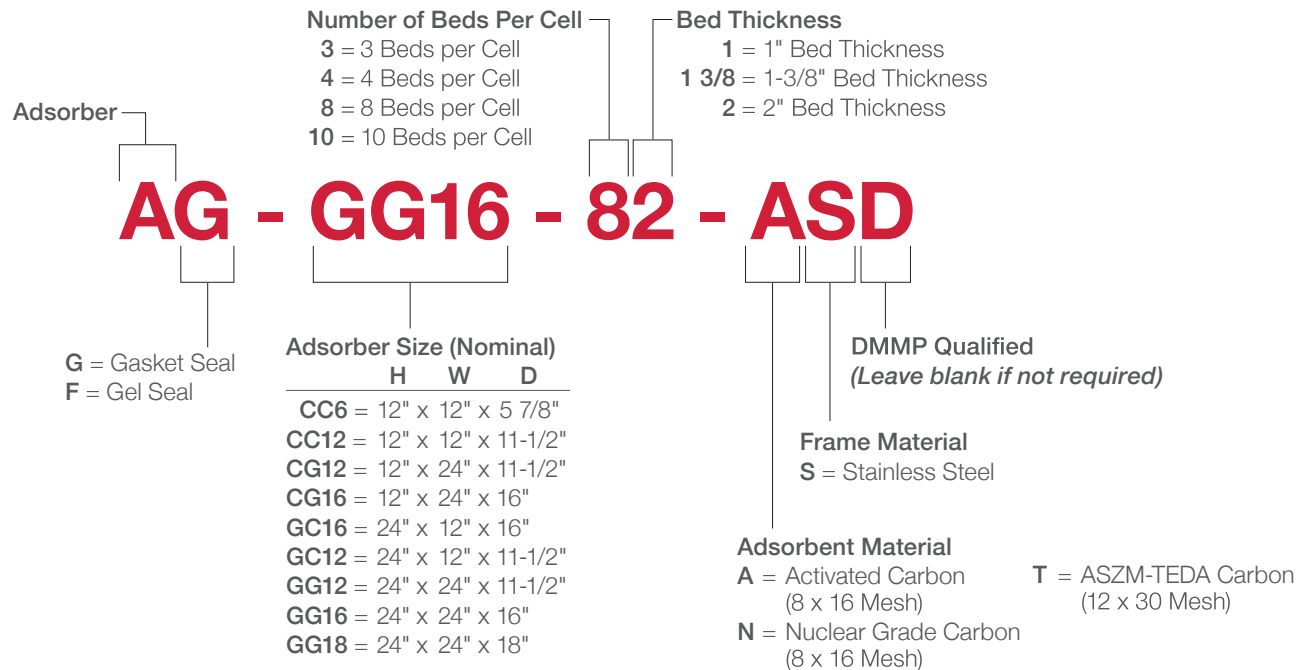 Number of Beds Per Cell
3 = 3 Beds per Cell
4 = 4 Beds per Cell
8 = 8 Beds per Cell
10 = 10 Beds per Cell
Bed Thickness
1 = 1" Bed Thickness
1 3/8 = 1-3/8" Bed Thickness
2 = 2" Bed Thickness
Adsorber
AG - GG16 - 82 - ASD
G = Gasket Seal
F = Gel Seal
Adsorber Size (Nominal)
H W D
CC6 = 12" x 12" x 5 7/8"
CC12 = 12" x 12" x 11-1/2"
CG12 = 12" x 24" x 11-1/2"
CG16 = 12" x 24" x 16"
GC16 = 24" x 12" x 16"
GC12 = 24" x 12" x 11-1/2"
GG12 = 24" x 24" x 11-1/2"
GG16 = 24" x 24" x 16"
GG18 = 24" x 24" x 18"
DMMP Qualified
(Leave blank if not required)
Frame Material
S = Stainless Steel
Adsorbent Material
A = Activated Carbon
(8 x 16 Mesh)
N = Nuclear Grade Carbon
(8 x 16 Mesh)
T = ASZM-TEDA Carbon
(12 x 30 Mesh)